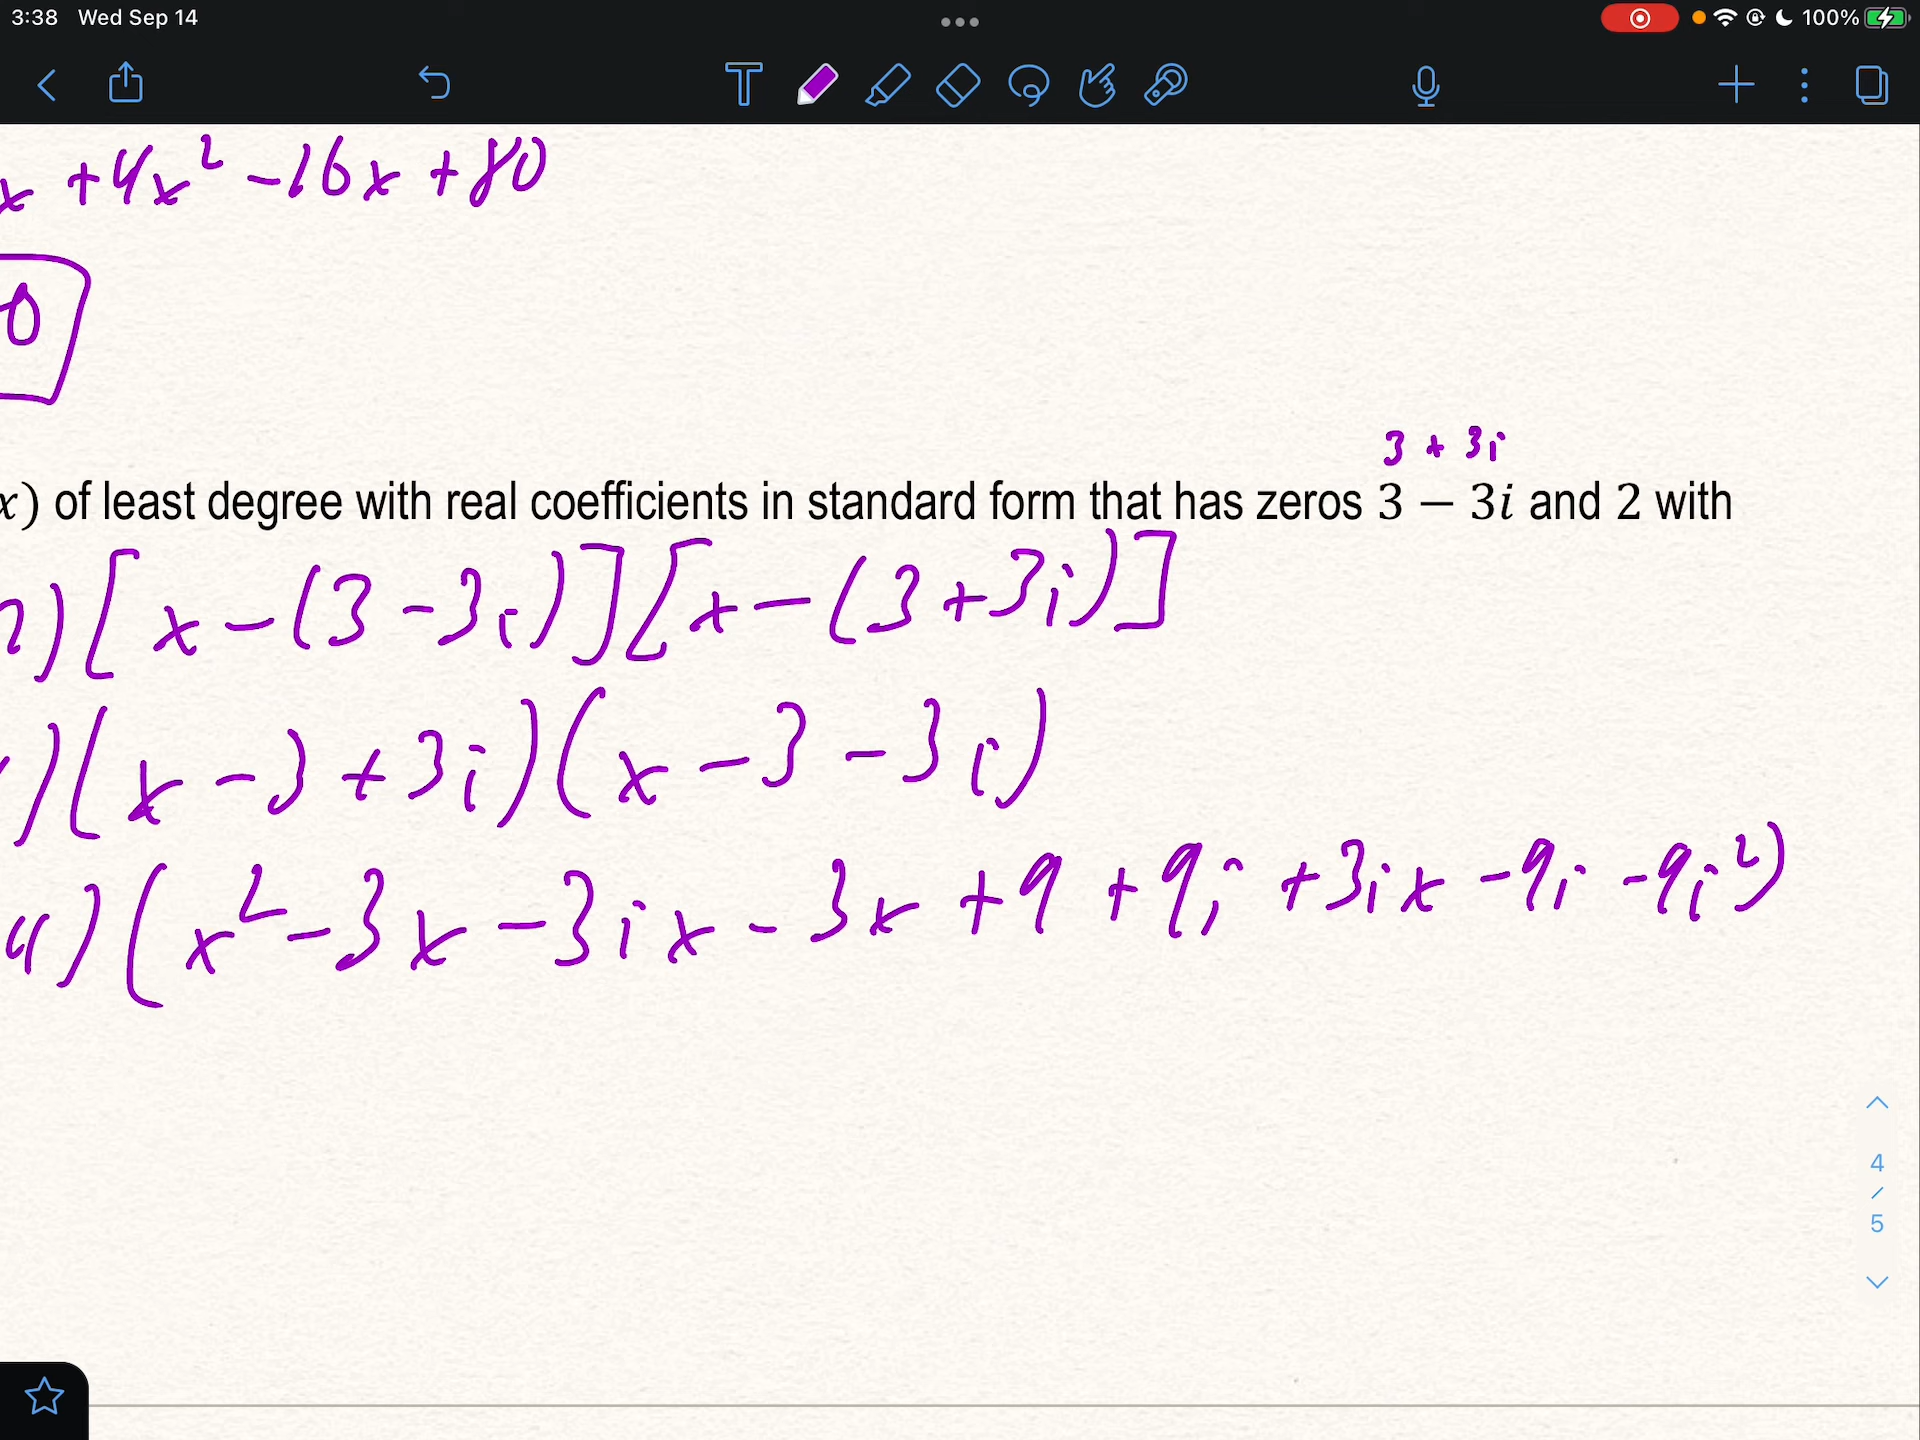 3:38 Wed Sep 14
100%
T
x +4x² -16x +80
0
3 + 3i
x) of least degree with real coefficients in standard form that has zeros 3 − 3i and 2 with
2)[x-(3-3i)][x-(3+3i)]
)(x-3+3i)(x-3-3i)
4)(x²-3x-3ix-3x+9+9i+3ix-9i-9i²)
4
/
5